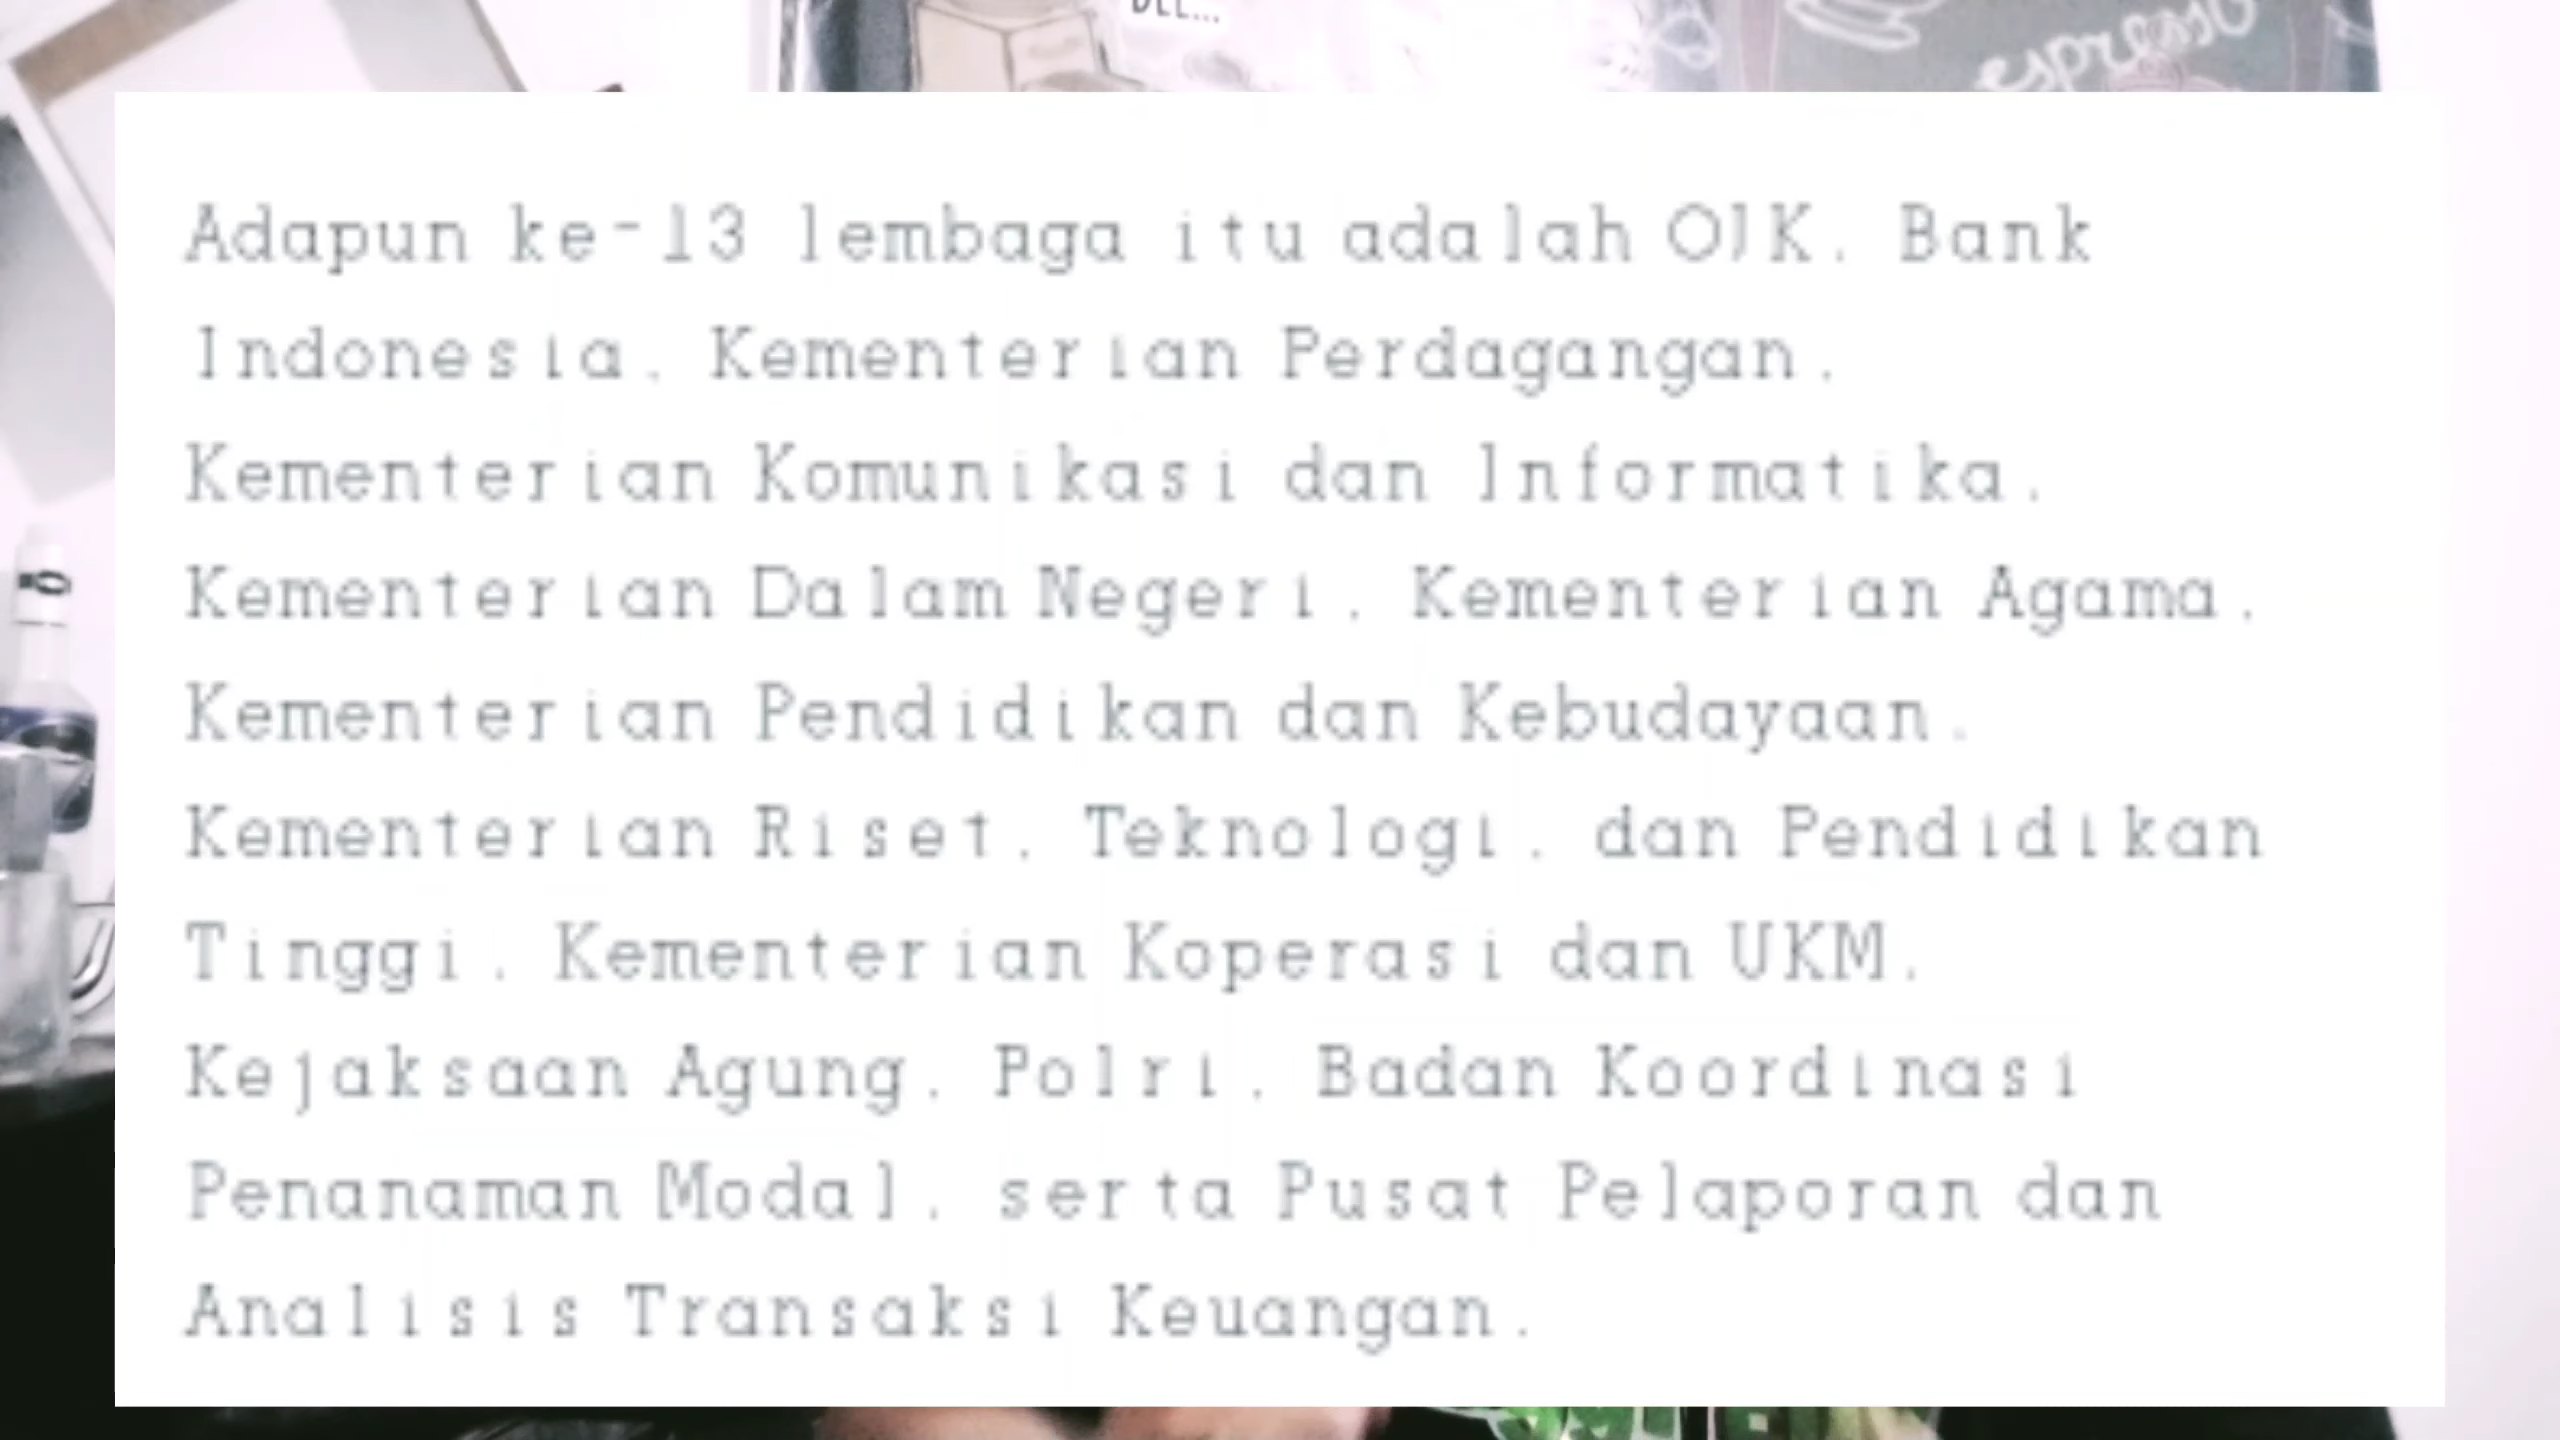 DLL...
espresso
Adapun ke-13 lembaga itu adalah OJK, Bank
Indonesia, Kementerian Perdagangan,
Kementerian Komunikasi dan Informatika,
Kementerian Dalam Negeri, Kementerian Agama,
Kementerian Pendidikan dan Kebudayaan,
Kementerian Riset, Teknologi, dan Pendidikan
Tinggi, Kementerian Koperasi dan UKM,
Kejaksaan Agung, Polri, Badan Koordinasi
Penanaman Modal, serta Pusat Pelaporan dan
Analisis Transaksi Keuangan.